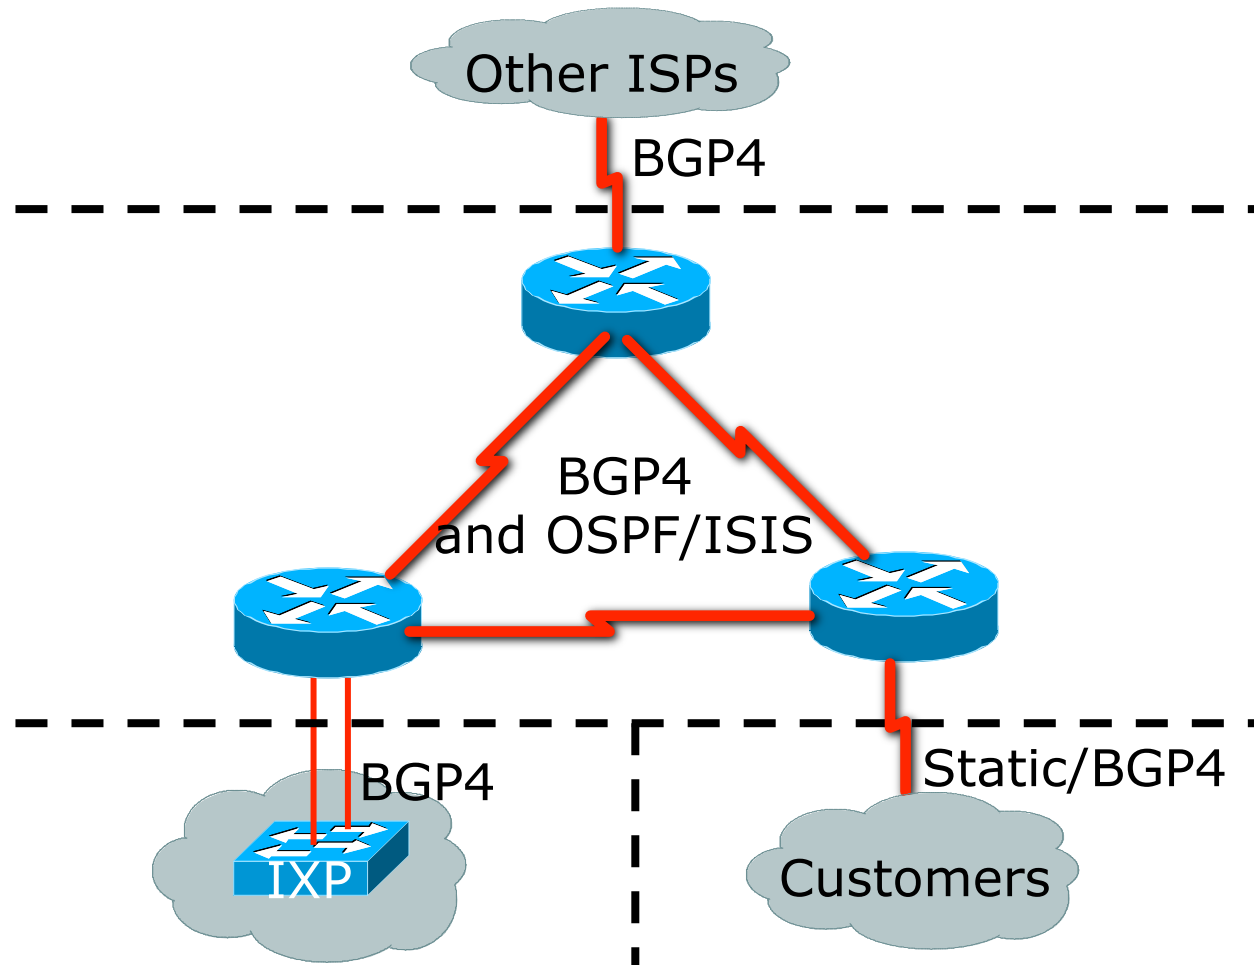 Other ISPs
BGP4
BGP4
and OSPF/ISIS
BGP4
Static/BGP4
IXP
Customers